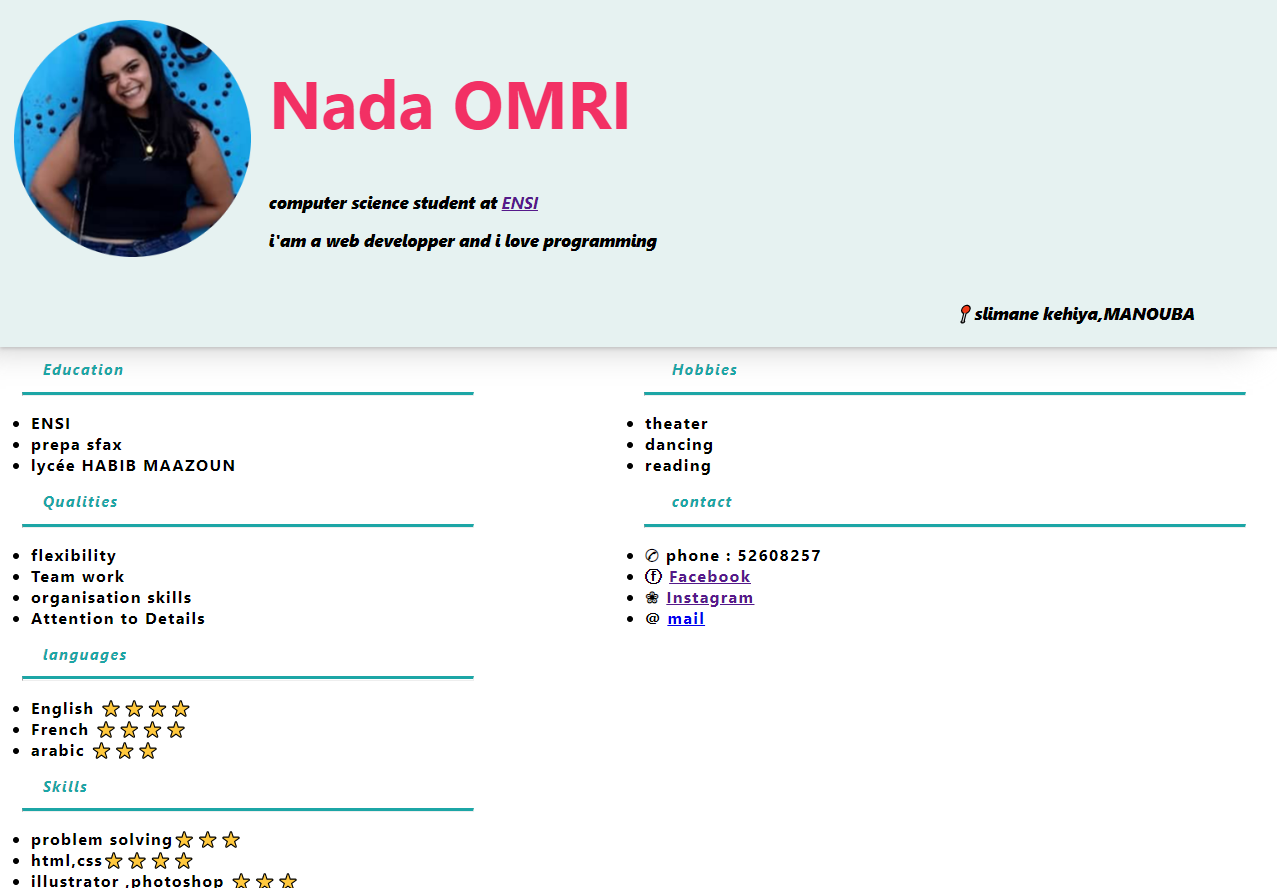 Nada OMRI
computer science student at ENSI
i'am a web developper and i love programming
📍slimane kehiya,MANOUBA
Education
• ENSI
• prepa sfax
• lycée HABIB MAAZOUN
Qualities
• flexibility
• Team work
• organisation skills
• Attention to Details
languages
• English ⭐⭐⭐⭐
• French ⭐⭐⭐⭐
• arabic ⭐⭐⭐
Skills
• problem solving⭐⭐⭐
• html,css⭐⭐⭐⭐
• illustrator ,photoshop ⭐⭐⭐
Hobbies
• theater
• dancing
• reading
contact
• ✆ phone : 52608257
• ⓕ Facebook
• ❀ Instagram
• @ mail